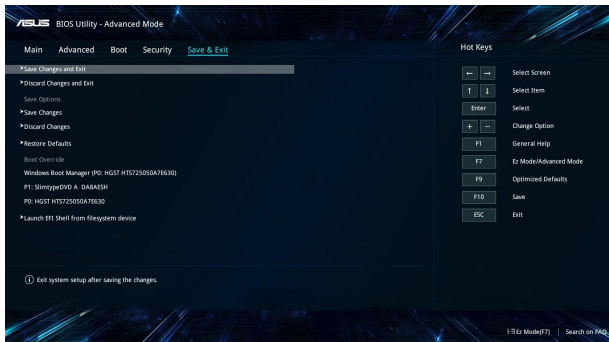 ASUS BIOS Utility - Advanced Mode
Main Advanced Boot Security Save & Exit
Hot Keys
Save Changes and Exit
Discard Changes and Exit
Save Options
Save Changes
Discard Changes
Restore Defaults
Boot Override
Windows Boot Manager (P0: HGST HTS725050A7E630)
P1: SlimtypeDVD A DA8AESH
P0: HGST HTS725050A7E630
Launch EFI Shell from filesystem device
← → Select Screen
↑ ↓ Select Item
Enter Select
+ − Change Option
F1 General Help
F7 Ez Mode/Advanced Mode
F9 Optimized Defaults
F10 Save
ESC Exit
Exit system setup after saving the changes.
Ez Mode(F7) | Search on FAQ